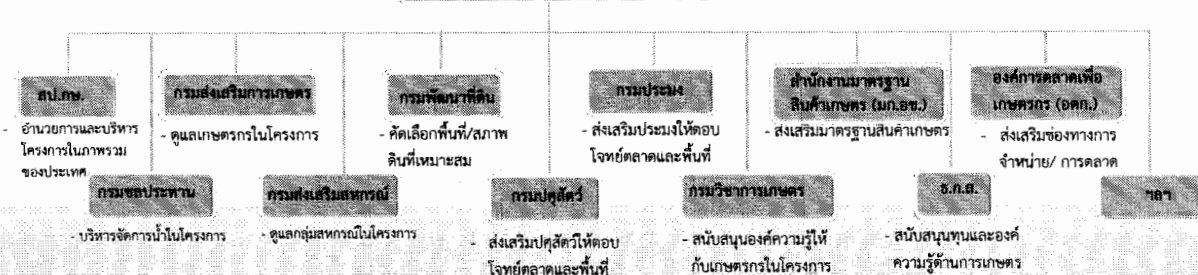 สป.กษ.
- อำนวยการและบริหาร
โครงการในภาพรวม
ของประเทศ
กรมส่งเสริมการเกษตร
- ดูแลเกษตรกรในโครงการ
กรมพัฒนาที่ดิน
- คัดเลือกพื้นที่/สภาพ
ดินที่เหมาะสม
กรมประมง
- ส่งเสริมประมงให้ตอบ
โจทย์ตลาดและพื้นที่
สำนักงานมาตรฐาน
สินค้าเกษตร (มก.อช.)
- ส่งเสริมมาตรฐานสินค้าเกษตร
องค์การตลาดเพื่อ
เกษตรกร (อตก.)
- ส่งเสริมช่องทางการ
จำหน่าย/ การตลาด
กรมชลประทาน
- บริหารจัดการน้ำในโครงการ
กรมส่งเสริมสหกรณ์
- ดูแลกลุ่มสหกรณ์ในโครงการ
กรมปศุสัตว์
- ส่งเสริมปศุสัตว์ให้ตอบ
โจทย์ตลาดและพื้นที่
กรมวิชาการเกษตร
- สนับสนุนองค์ความรู้ให้
กับเกษตรกรในโครงการ
ธ.ก.ส.
- สนับสนุนทุนและองค์
ความรู้ด้านการเกษตร
ฯลฯ